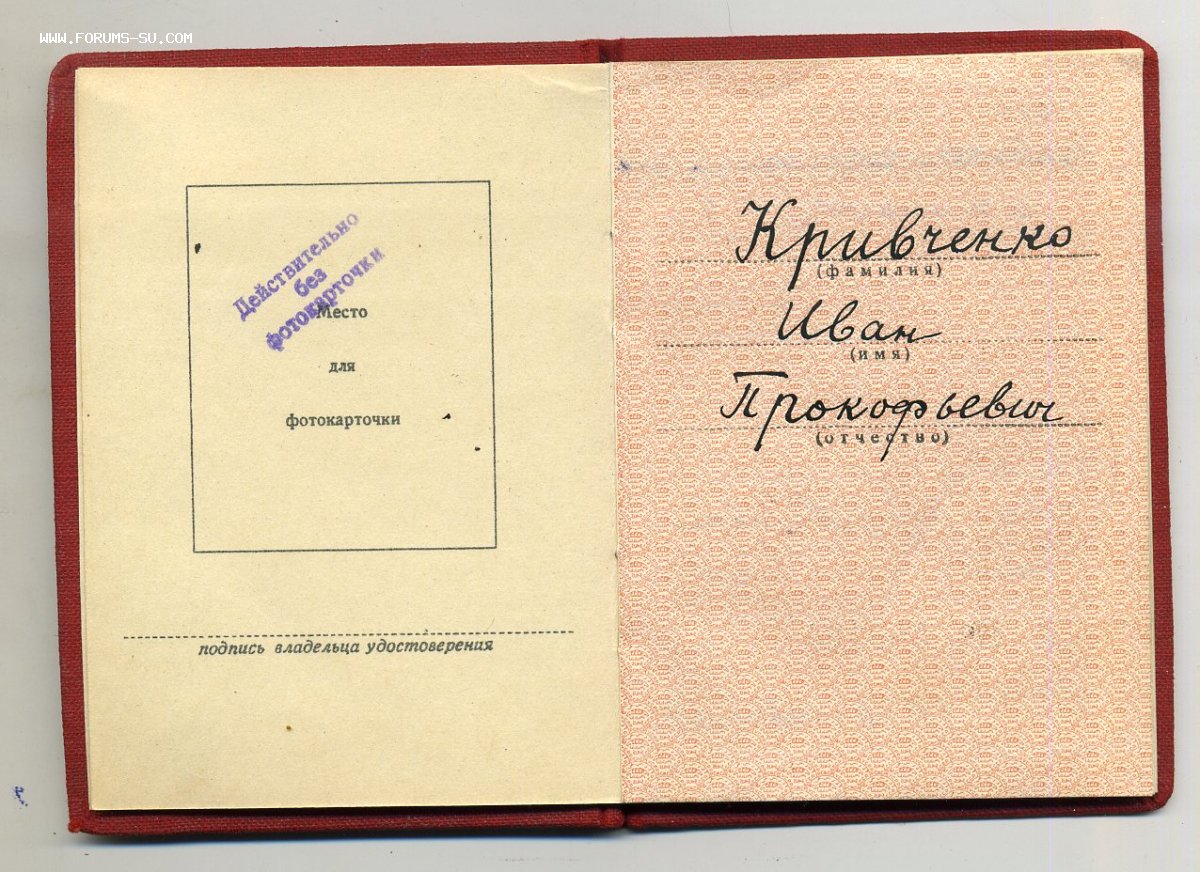 WWW.FORUMS-SU.COM
Действительно
без
фотокарточки
Место
для
фотокарточки
подпись владельца удостоверения
Кривченко
(фамилия)
Иван
(имя)
Прокофьевич
(отчество)